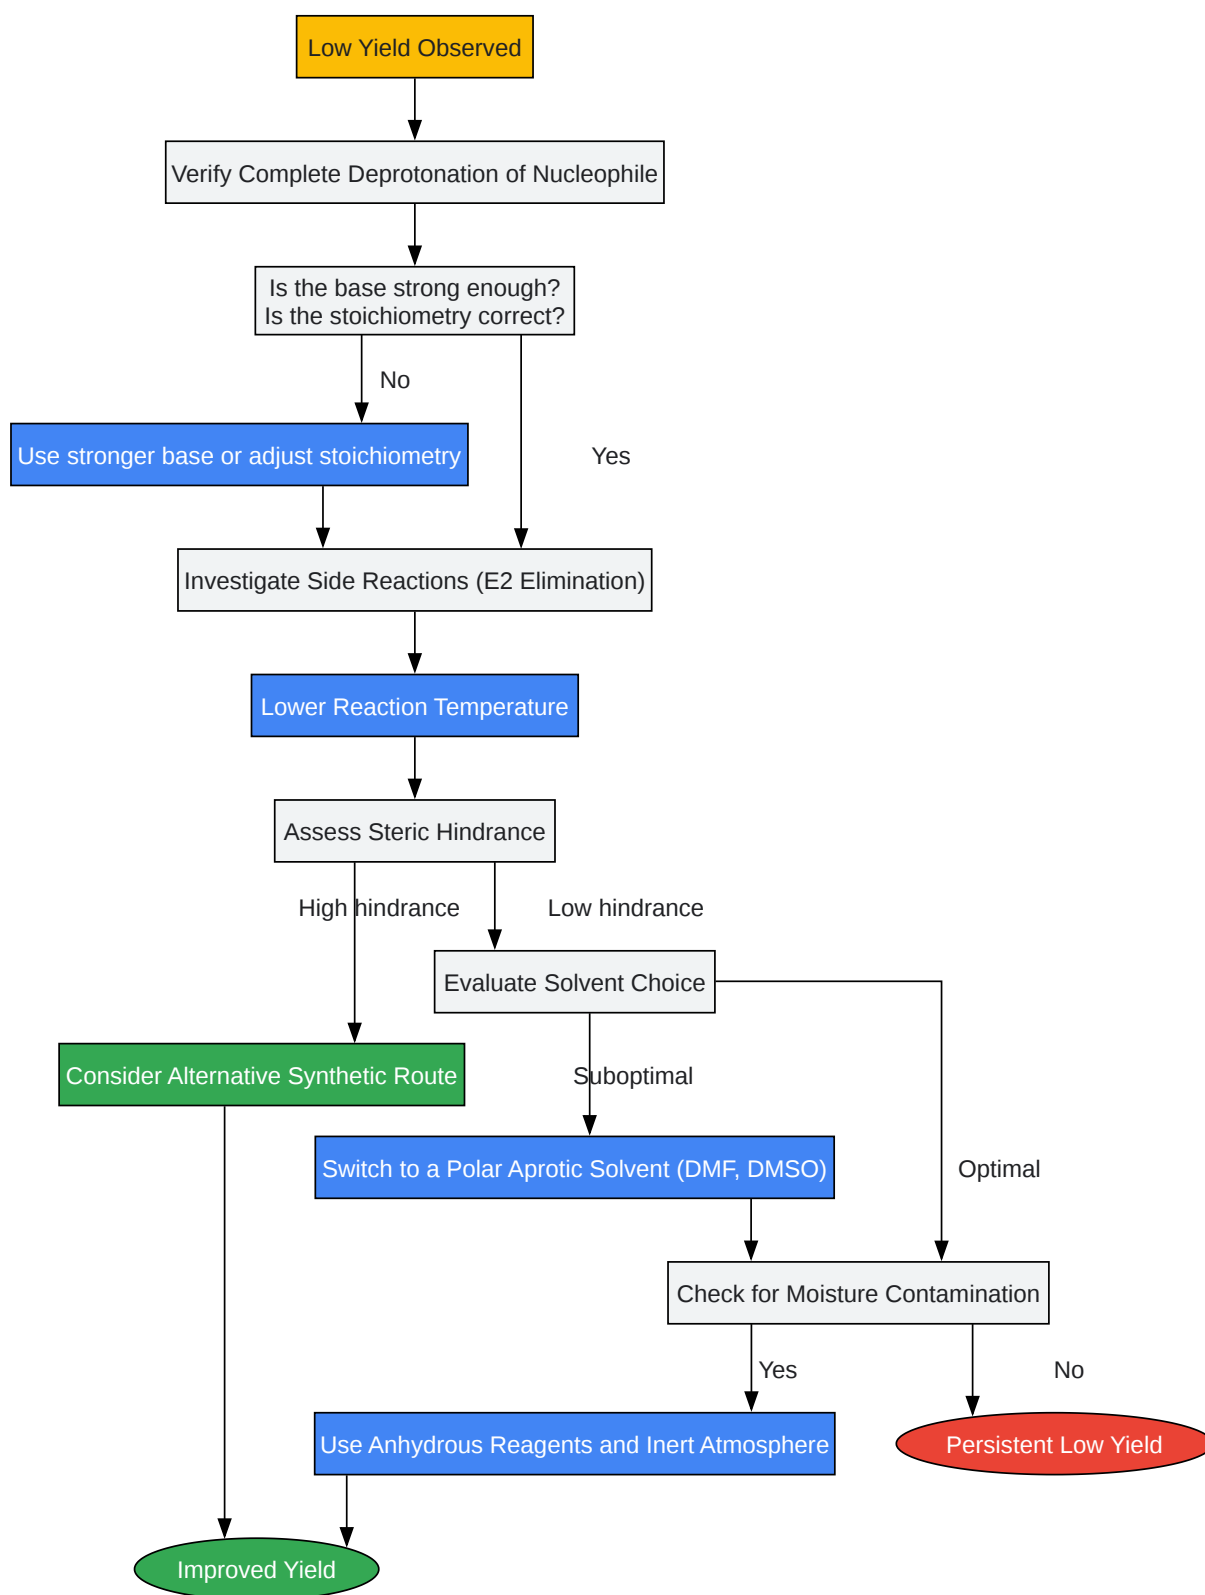 Low Yield Observed
Verify Complete Deprotonation of Nucleophile
Is the base strong enough?
Is the stoichiometry correct?
No
Use stronger base or adjust stoichiometry
Yes
Investigate Side Reactions (E2 Elimination)
Lower Reaction Temperature
Assess Steric Hindrance
High hindrance
Low hindrance
Evaluate Solvent Choice
Consider Alternative Synthetic Route
Suboptimal
Switch to a Polar Aprotic Solvent (DMF, DMSO)
Optimal
Check for Moisture Contamination
Yes
No
Use Anhydrous Reagents and Inert Atmosphere
Persistent Low Yield
Improved Yield